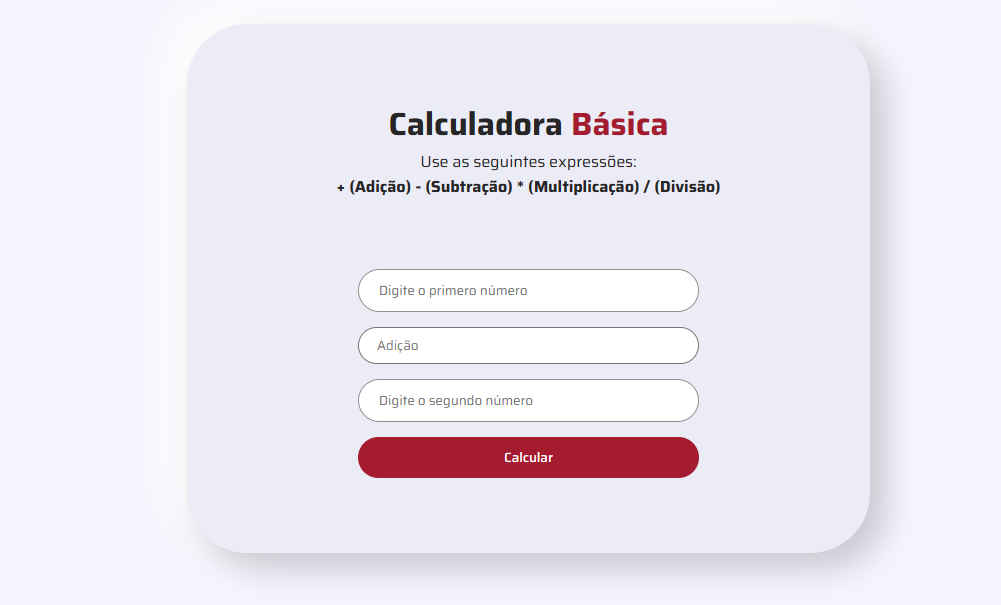 Calculadora Básica
Use as seguintes expressões:
+ (Adição) - (Subtração) * (Multiplicação) / (Divisão)
Digite o primero número
Adição
Digite o segundo número
Calcular